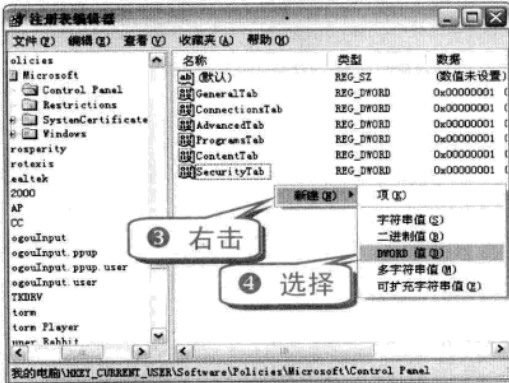 注册表编辑器
文件(F) 编辑(E) 查看(V) 收藏夹(A) 帮助(H)
olicies
Microsoft
Control Panel
Restrictions
SystemCertificate
Windows
rosperity
rotexis
ealtek
2000
AP
CC
ogouInput
ogouInput.ppup
ogouInput.ppup.user
ogouInput.user
TKDRV
torm
torm Player
uper Rabbit
名称 类型 数据
(默认) REG_SZ (数值未设置)
GeneralTab REG_DWORD 0x00000001 (
ConnectionsTab REG_DWORD 0x00000001 (
AdvancedTab REG_DWORD 0x00000001 (
ProgramsTab REG_DWORD 0x00000001 (
ContentTab REG_DWORD 0x00000001 (
SecurityTab REG_DWORD 0x00000001 (
新建(N)
项(K)
字符串值(S)
二进制值(B)
DWORD 值(D)
多字符串值(M)
可扩充字符串值(E)
3 右击
4 选择
我的电脑\HKEY_CURRENT_USER\Software\Policies\Microsoft\Control Panel